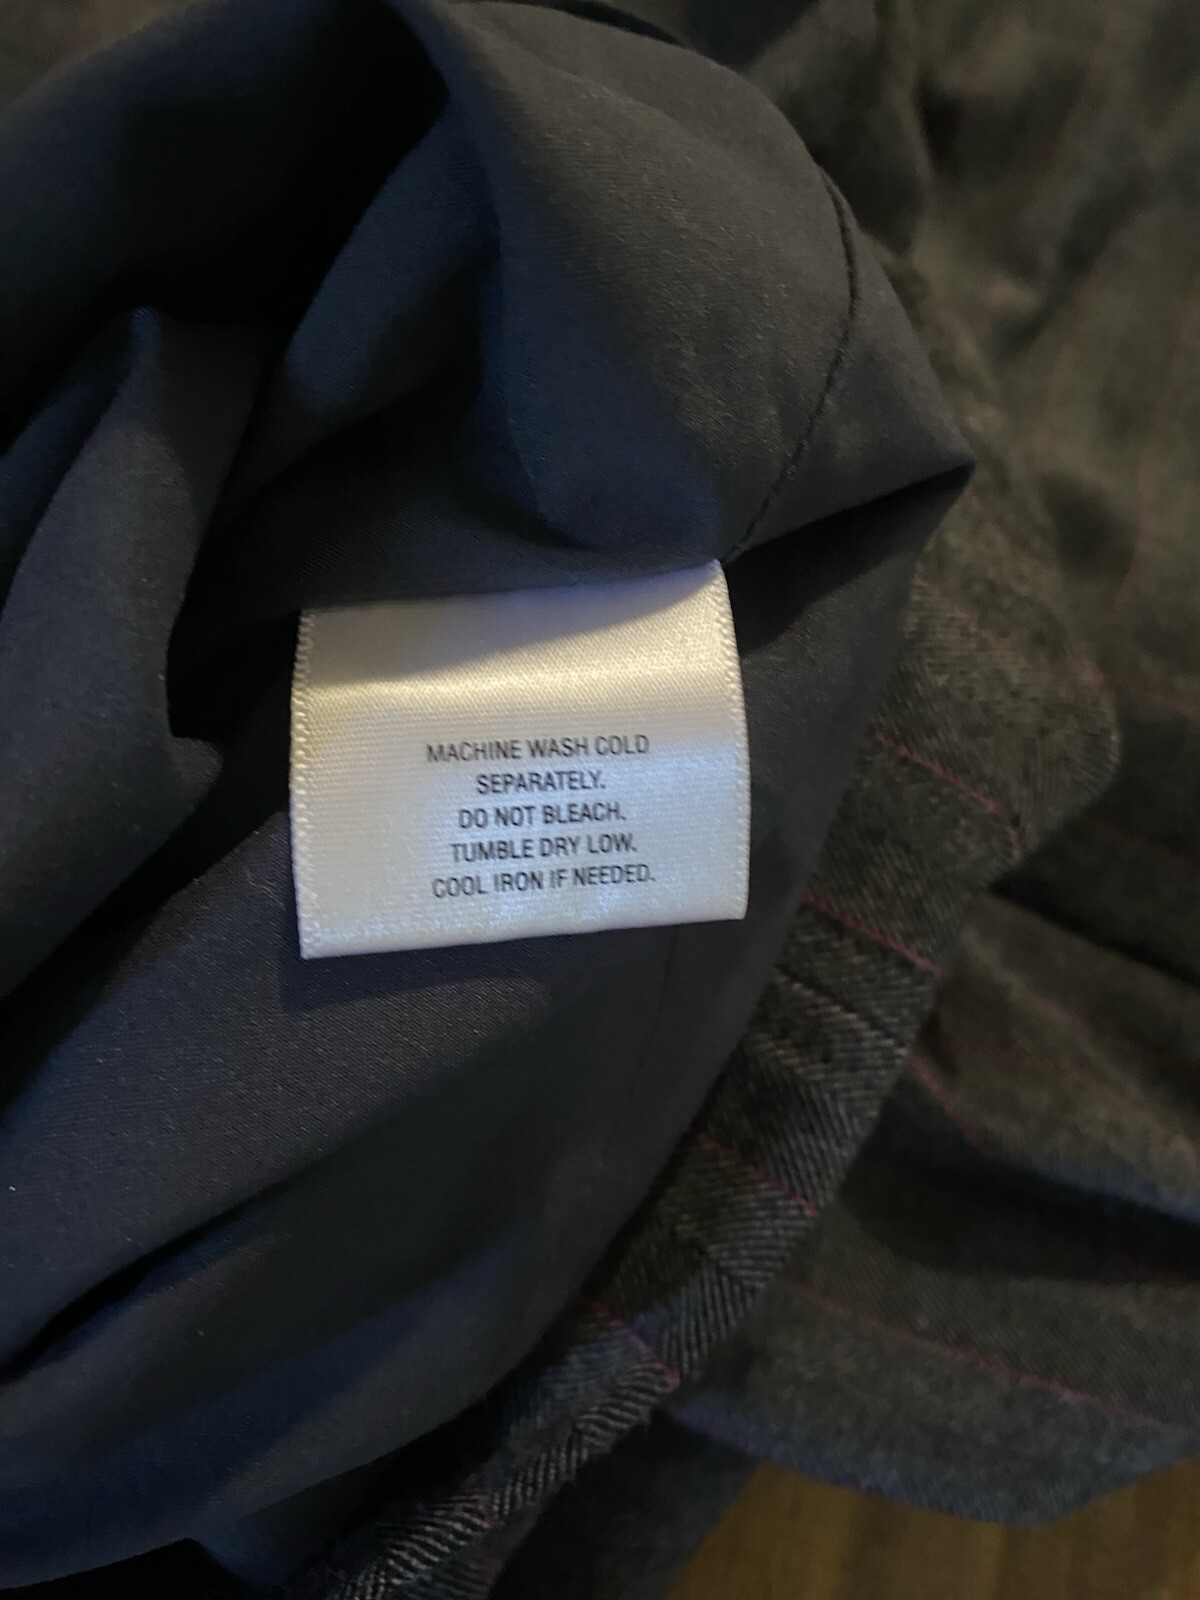 MACHINE WASH COLD
SEPARATELY.
DO NOT BLEACH.
TUMBLE DRY LOW.
COOL IRON IF NEEDED.